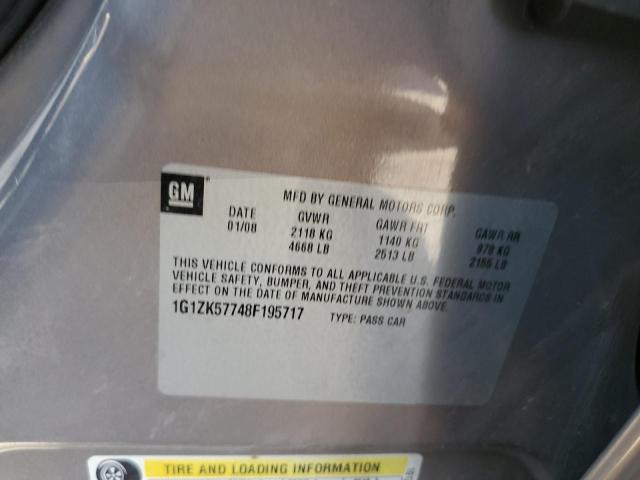 GM
MFD BY GENERAL MOTORS CORP.
DATE GVWR GAWR FRT GAWR RR
01/08 2118 KG 1140 KG 978 KG
4668 LB 2513 LB 2155 LB
THIS VEHICLE CONFORMS TO ALL APPLICABLE U.S. FEDERAL MOTOR
VEHICLE SAFETY, BUMPER, AND THEFT PREVENTION STANDARDS IN
EFFECT ON THE DATE OF MANUFACTURE SHOWN ABOVE.
1G1ZK57748F195717 TYPE: PASS CAR
TIRE AND LOADING INFORMATION